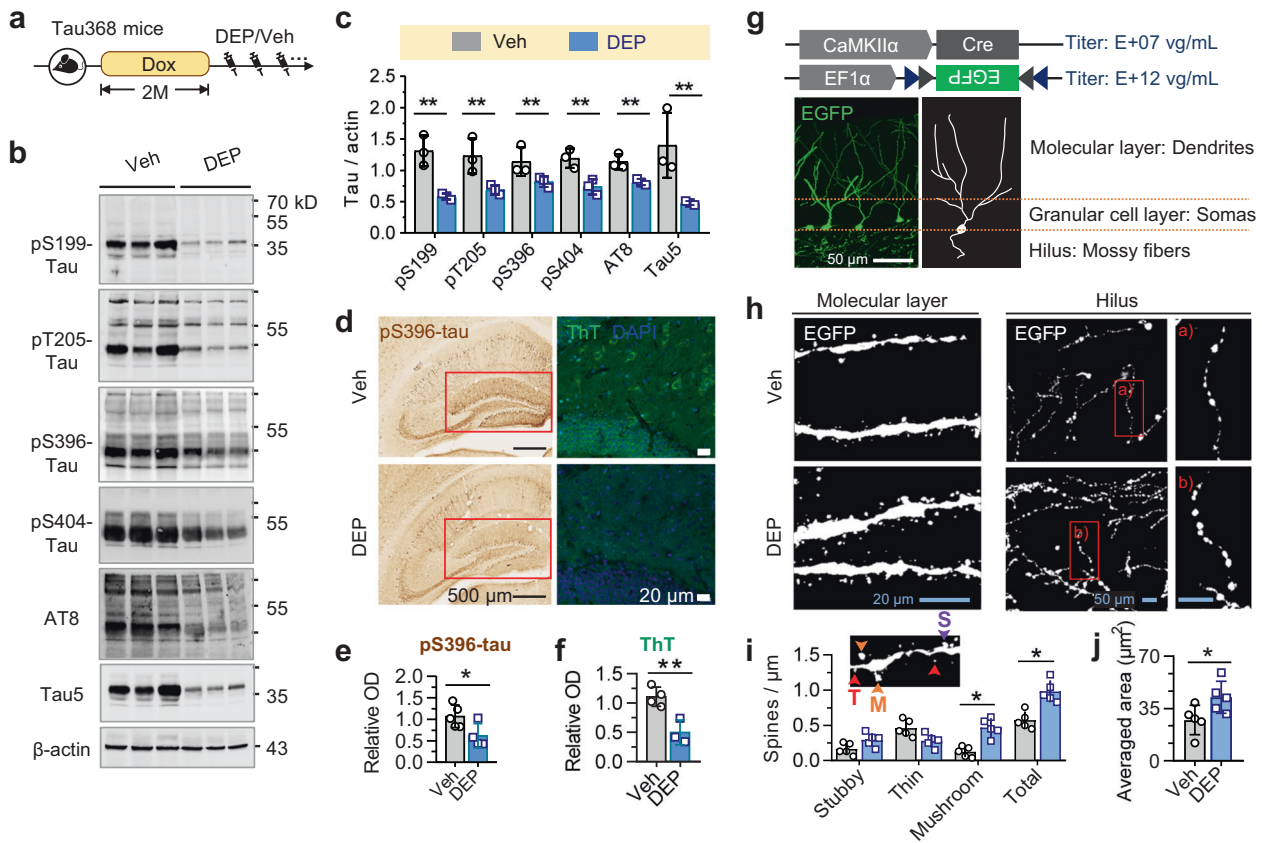 a
Tau368 mice
DEP/Veh
Dox
2M
b
Veh
DEP
70 kD
55
35
pS199-
Tau
55
pT205-
Tau
55
pS396-
Tau
55
pS404-
Tau
55
AT8
35
Tau5
43
β-actin
c
Veh
DEP
Tau / actin
2.5
2.0
1.5
1.0
0.5
0.0
**
**
**
**
**
**
pS199
pT205
pS396
pS404
AT8
Tau5
d
pS396-tau
ThT DAPI
Veh
DEP
500 µm
20 µm
e
pS396-tau
Relative OD
2.0
1.5
1.0
0.5
0.0
*
Veh
DEP
f
ThT
Relative OD
2.0
1.5
1.0
0.5
0.0
**
Veh
DEP
g
CaMKIIα
Cre
Titer: E+07 vg/mL
EF1α
EGFP
Titer: E+12 vg/mL
EGFP
50 µm
Molecular layer: Dendrites
Granular cell layer: Somas
Hilus: Mossy fibers
h
Molecular layer
Hilus
Veh
EGFP
EGFP
a)
a)
DEP
b)
b)
20 µm
50 µm
i
Spines / µm
1.5
1.0
0.5
0.0
S
T
M
*
*
Stubby
Thin
Mushroom
Total
j
Averaged area (µm²)
70
35
0
*
Veh
DEP